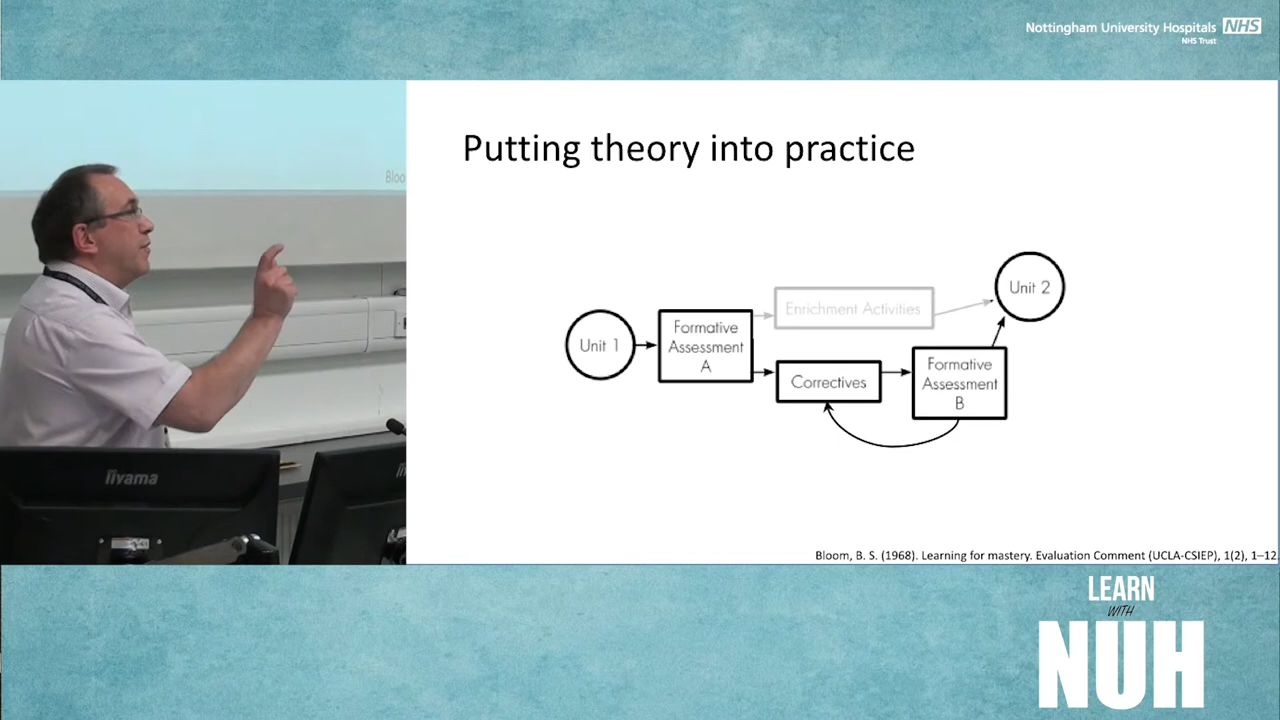 Nottingham University Hospitals NHS
NHS Trust
Bloo
Putting theory into practice
Unit 1
Formative
Assessment
A
Enrichment Activities
Correctives
Formative
Assessment
B
Unit 2
iiyama
Bloom, B. S. (1968). Learning for mastery. Evaluation Comment (UCLA-CSIEP), 1(2), 1–12
LEARN
WITH
NUH